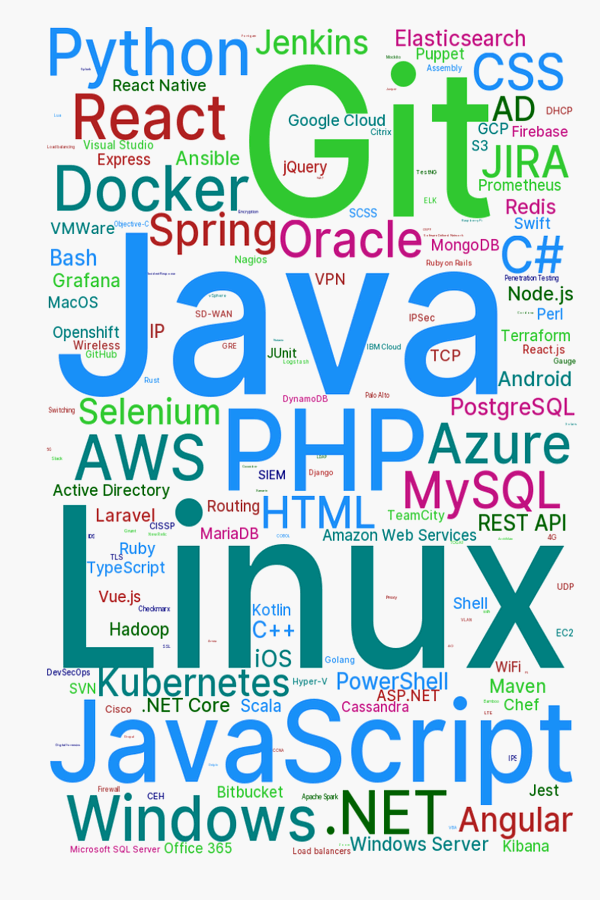 Python
Jenkins
Elasticsearch
Puppet
Assembly
CSS
React Native
React
Git
Google Cloud
Citrix
AD
DHCP
GCP
Firebase
S3
Visual Studio
Express
Ansible
jQuery
JIRA
Prometheus
TestNG
ELK
Docker
Encryption
SCSS
Redis
Swift
VMWare
Objective-C
Spring
Oracle
MongoDB
C#
Bash
Nagios
Ruby on Rails
Penetration Testing
Grafana
Java
VPN
Node.js
MacOS
SD-WAN
IPSec
Perl
Openshift
IP
Wireless
GitHub
GRE
JUnit
Logstash
IBM Cloud
TCP
Terraform
React.js
Gauge
Rust
Android
DynamoDB
Palo Alto
Switching
Selenium
PostgreSQL
PHP
AWS
Azure
SIEM
Django
Active Directory
MySQL
Laravel
Routing
HTML
TeamCity
REST API
CISSP
MariaDB
Amazon Web Services
4G
Linux
Ruby
TLS
TypeScript
UDP
Vue.js
Checkmarx
Kotlin
Shell
Hadoop
C++
EC2
iOS
Golang
WiFi
DevSecOps
Kubernetes
Hyper-V
PowerShell
SVN
ASP.NET
Maven
Cisco
.NET Core
Scala
Cassandra
Chef
JavaScript
IPS
Firewall
CEH
Bitbucket
Apache Spark
Jest
Windows
.NET
Angular
Microsoft SQL Server
Office 365
Load balancers
Windows Server
Kibana